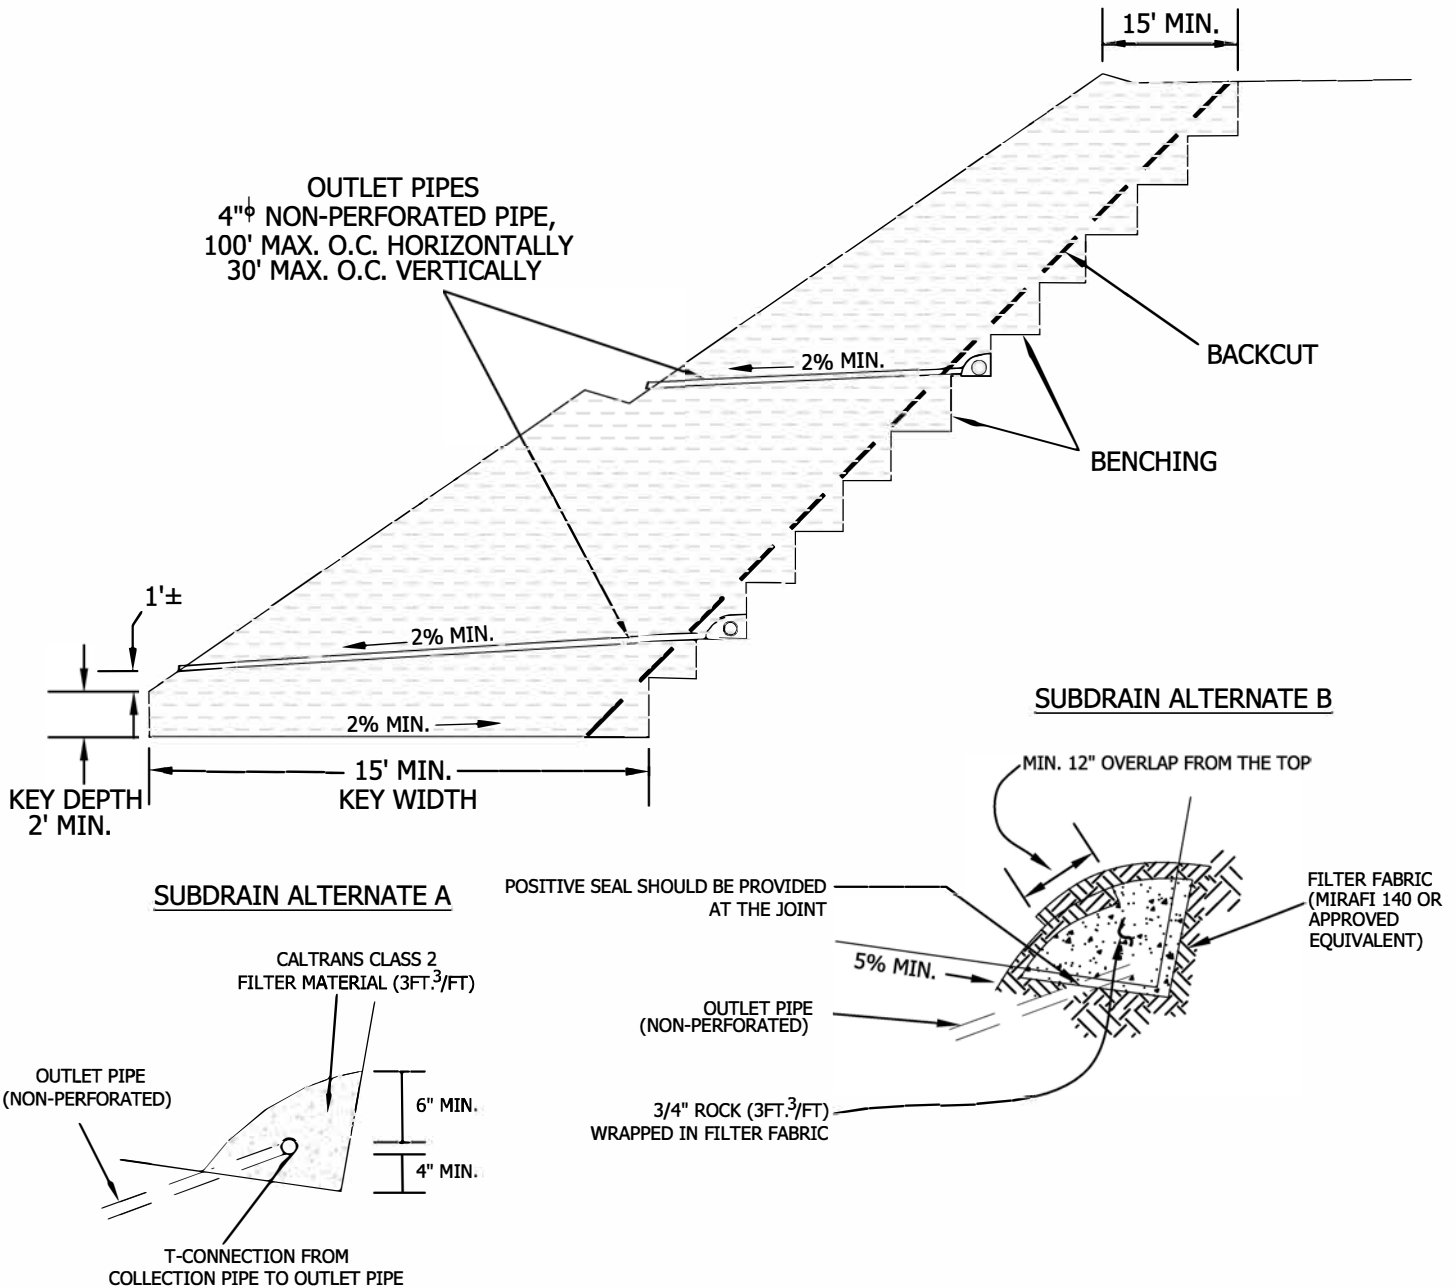 15' MIN.
OUTLET PIPES
4"ϕ NON-PERFORATED PIPE,
100' MAX. O.C. HORIZONTALLY
30' MAX. O.C. VERTICALLY
2% MIN.
BACKCUT
BENCHING
1'±
2% MIN.
2% MIN.
15' MIN.
KEY WIDTH
KEY DEPTH
2' MIN.
SUBDRAIN ALTERNATE B
MIN. 12" OVERLAP FROM THE TOP
POSITIVE SEAL SHOULD BE PROVIDED
AT THE JOINT
FILTER FABRIC
(MIRAFI 140 OR
APPROVED
EQUIVALENT)
5% MIN.
OUTLET PIPE
(NON-PERFORATED)
3/4" ROCK (3FT.³/FT)
WRAPPED IN FILTER FABRIC
SUBDRAIN ALTERNATE A
CALTRANS CLASS 2
FILTER MATERIAL (3FT.³/FT)
OUTLET PIPE
(NON-PERFORATED)
6" MIN.
4" MIN.
T-CONNECTION FROM
COLLECTION PIPE TO OUTLET PIPE